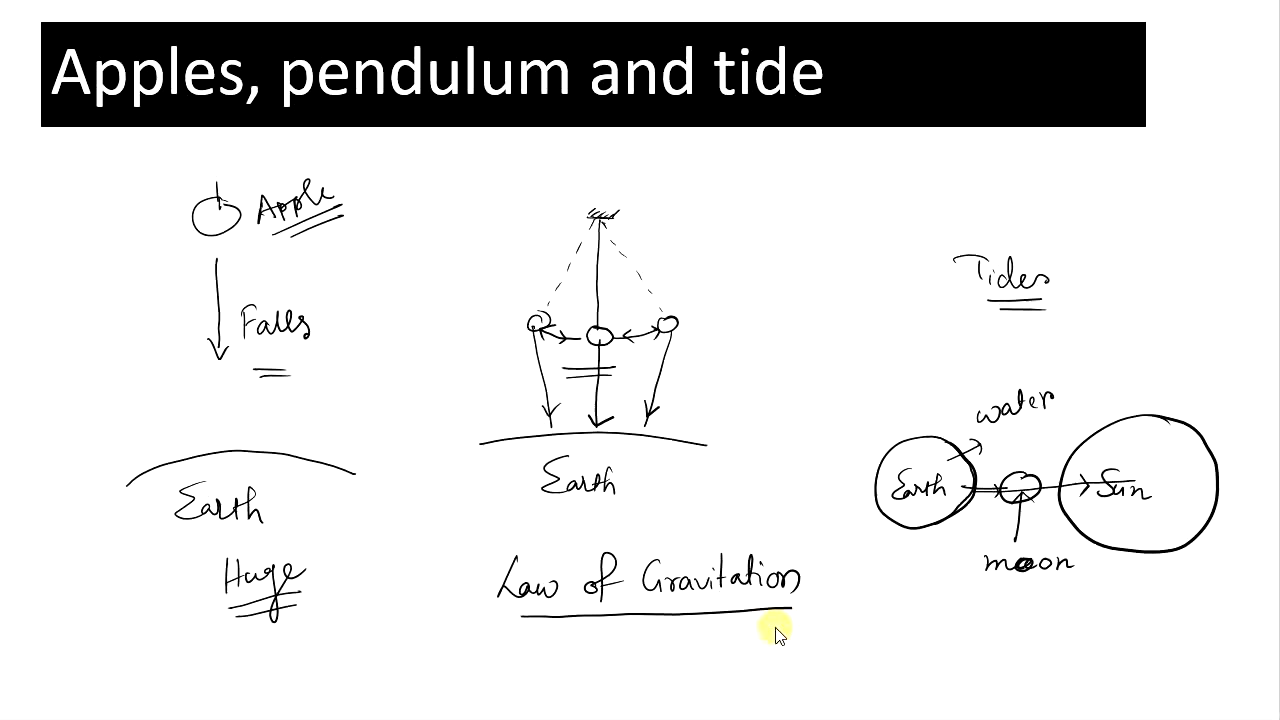 Apples, pendulum and tide
Apple
Falls
Earth
Huge
Earth
Law of Gravitation
Tides
water
Earth
Sun
moon